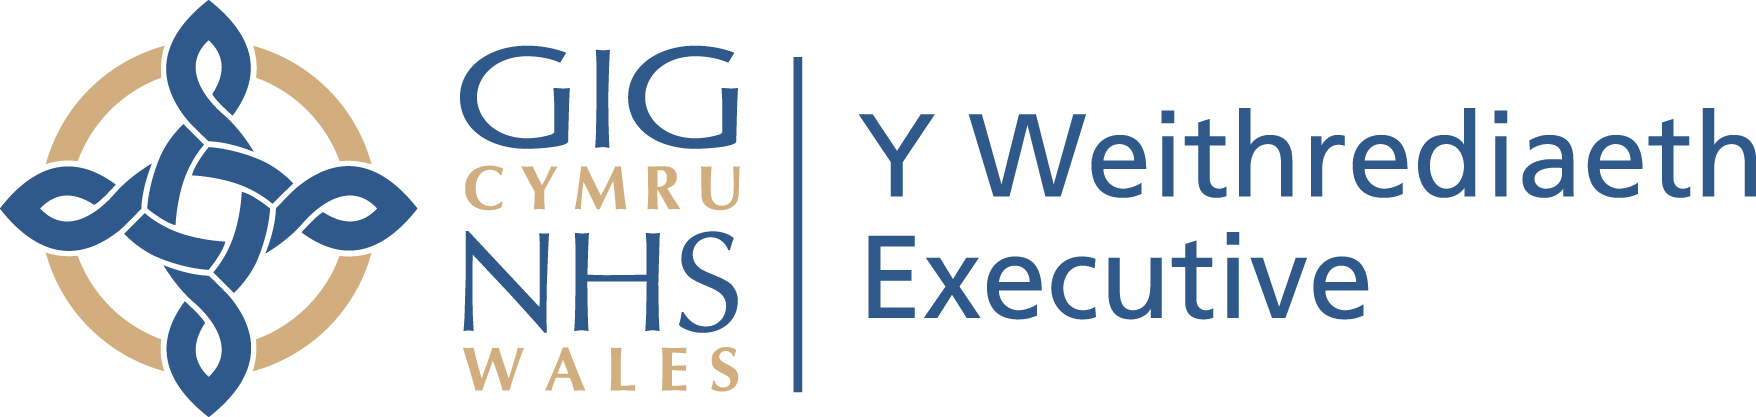 GIG
CYMRU
NHS
WALES
Y Weithrediaeth
Executive